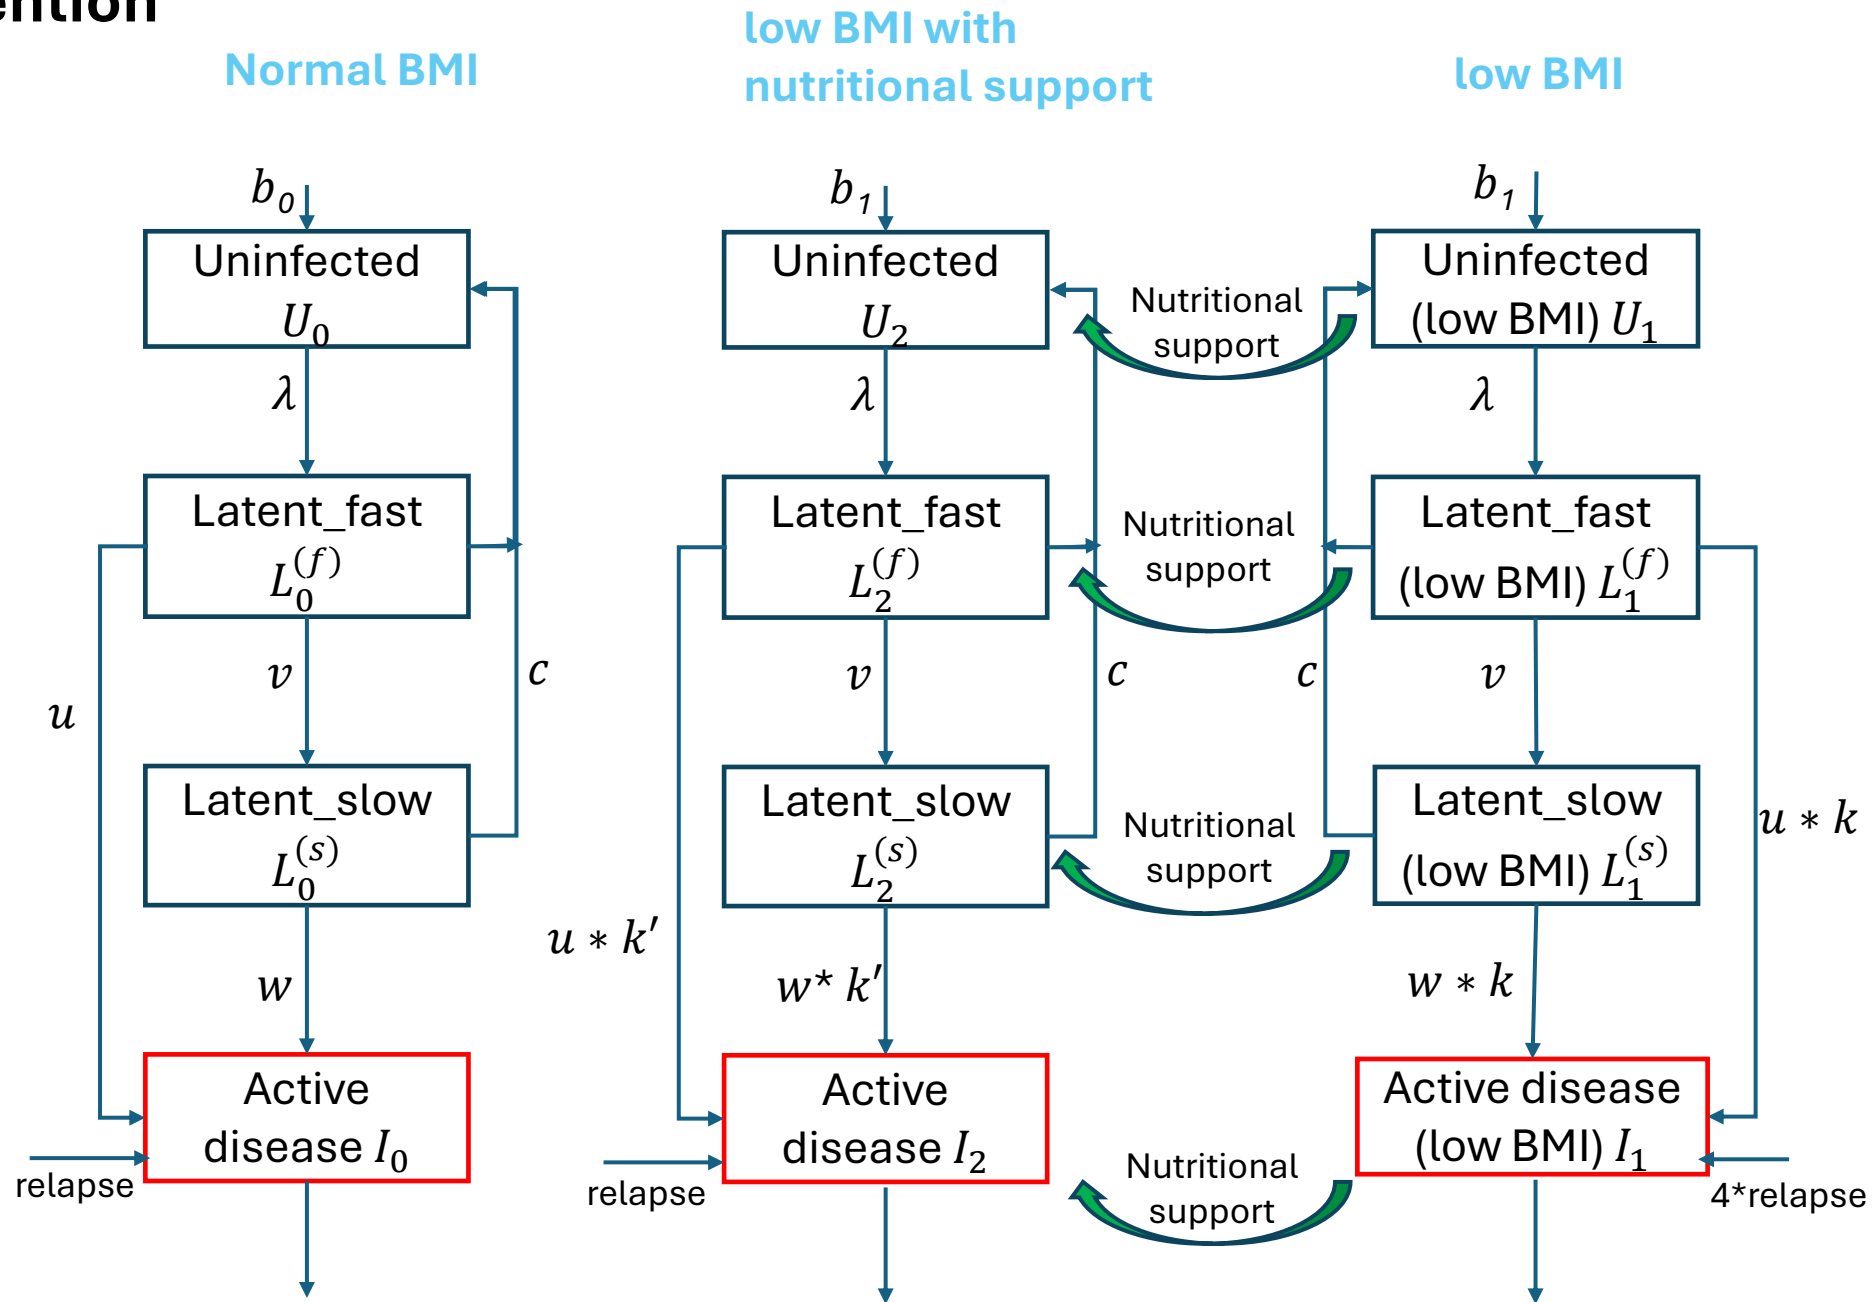 ention
Normal BMI
low BMI with
nutritional support
low BMI
b₀
Uninfected
U₀
λ
Latent_fast
L₀^(f)
v
c
u
Latent_slow
L₀^(s)
w
Active
disease I₀
relapse
b₁
Uninfected
U₂
λ
Latent_fast
L₂^(f)
v
c
u ∗ k′
Latent_slow
L₂^(s)
w* k′
Active
disease I₂
relapse
Nutritional
support
Nutritional
support
Nutritional
support
Nutritional
support
b₁
Uninfected
(low BMI) U₁
λ
Latent_fast
(low BMI) L₁^(f)
c
v
u ∗ k
Latent_slow
(low BMI) L₁^(s)
w ∗ k
Active disease
(low BMI) I₁
4*relapse